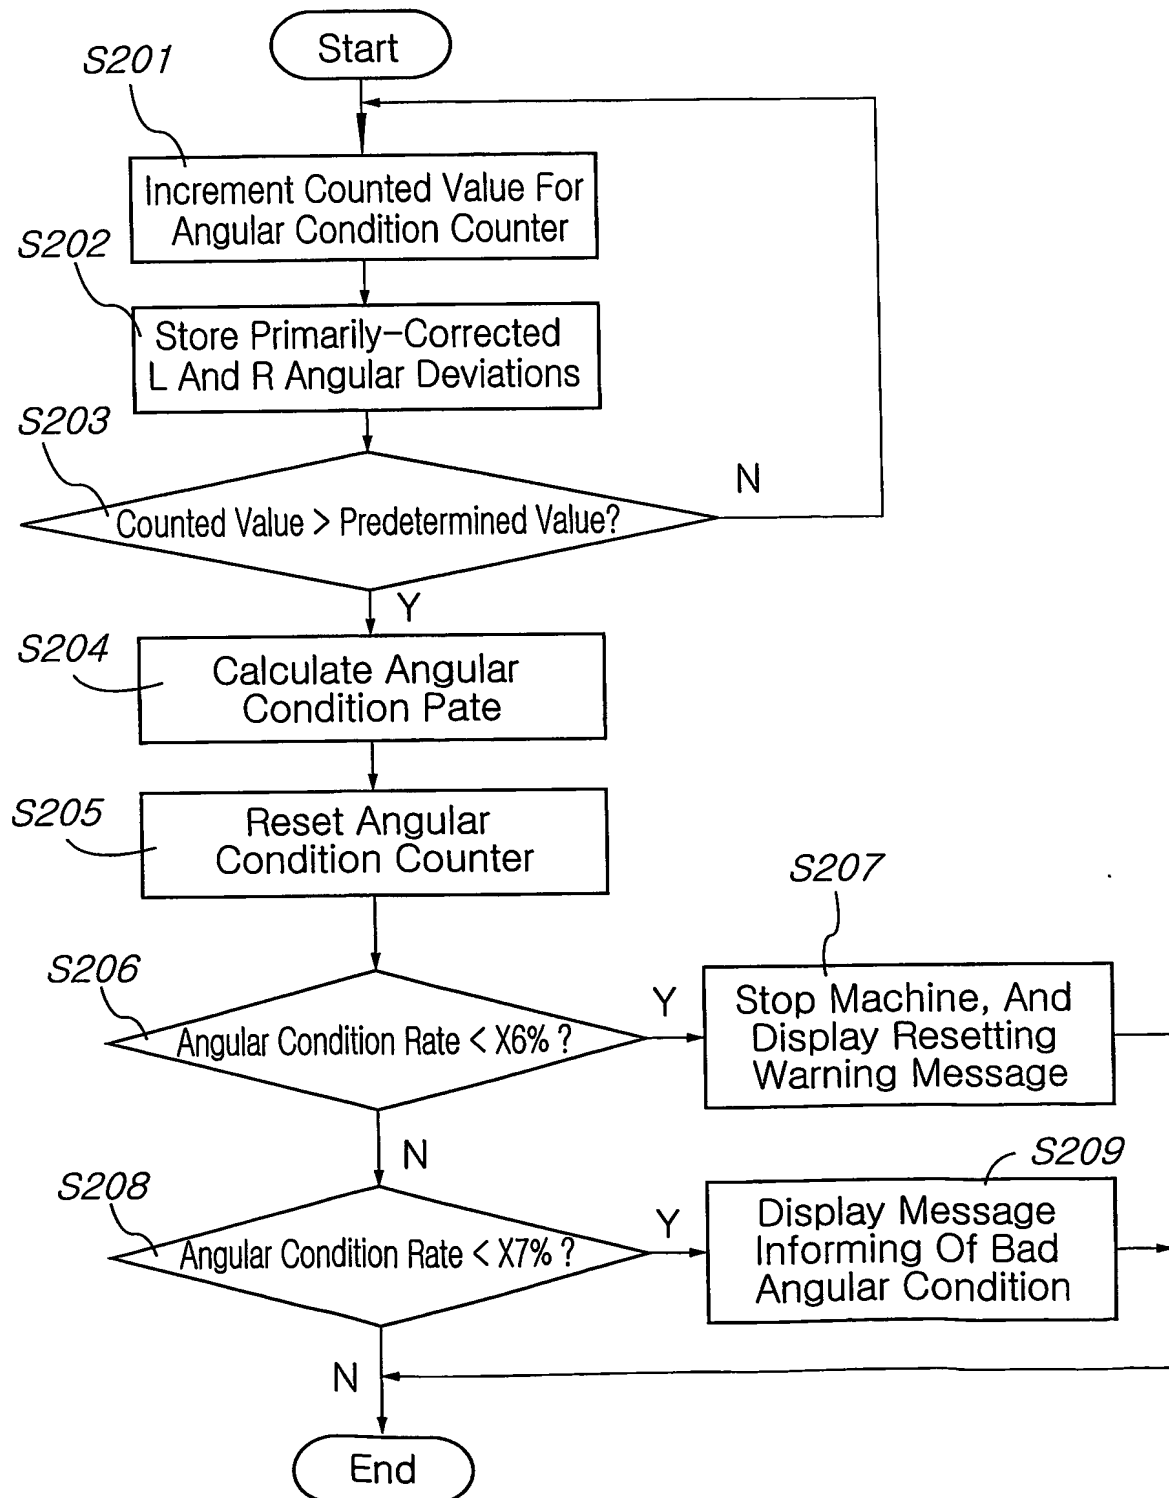 Start
S201
Increment Counted Value For
Angular Condition Counter
S202
Store Primarily-Corrected
L And R Angular Deviations
S203
Counted Value > Predetermined Value?
N
Y
S204
Calculate Angular
Condition Pate
S205
Reset Angular
Condition Counter
S206
Angular Condition Rate < X6% ?
Y
S207
Stop Machine, And
Display Resetting
Warning Message
N
S208
Angular Condition Rate < X7% ?
Y
S209
Display Message
Informing Of Bad
Angular Condition
N
End